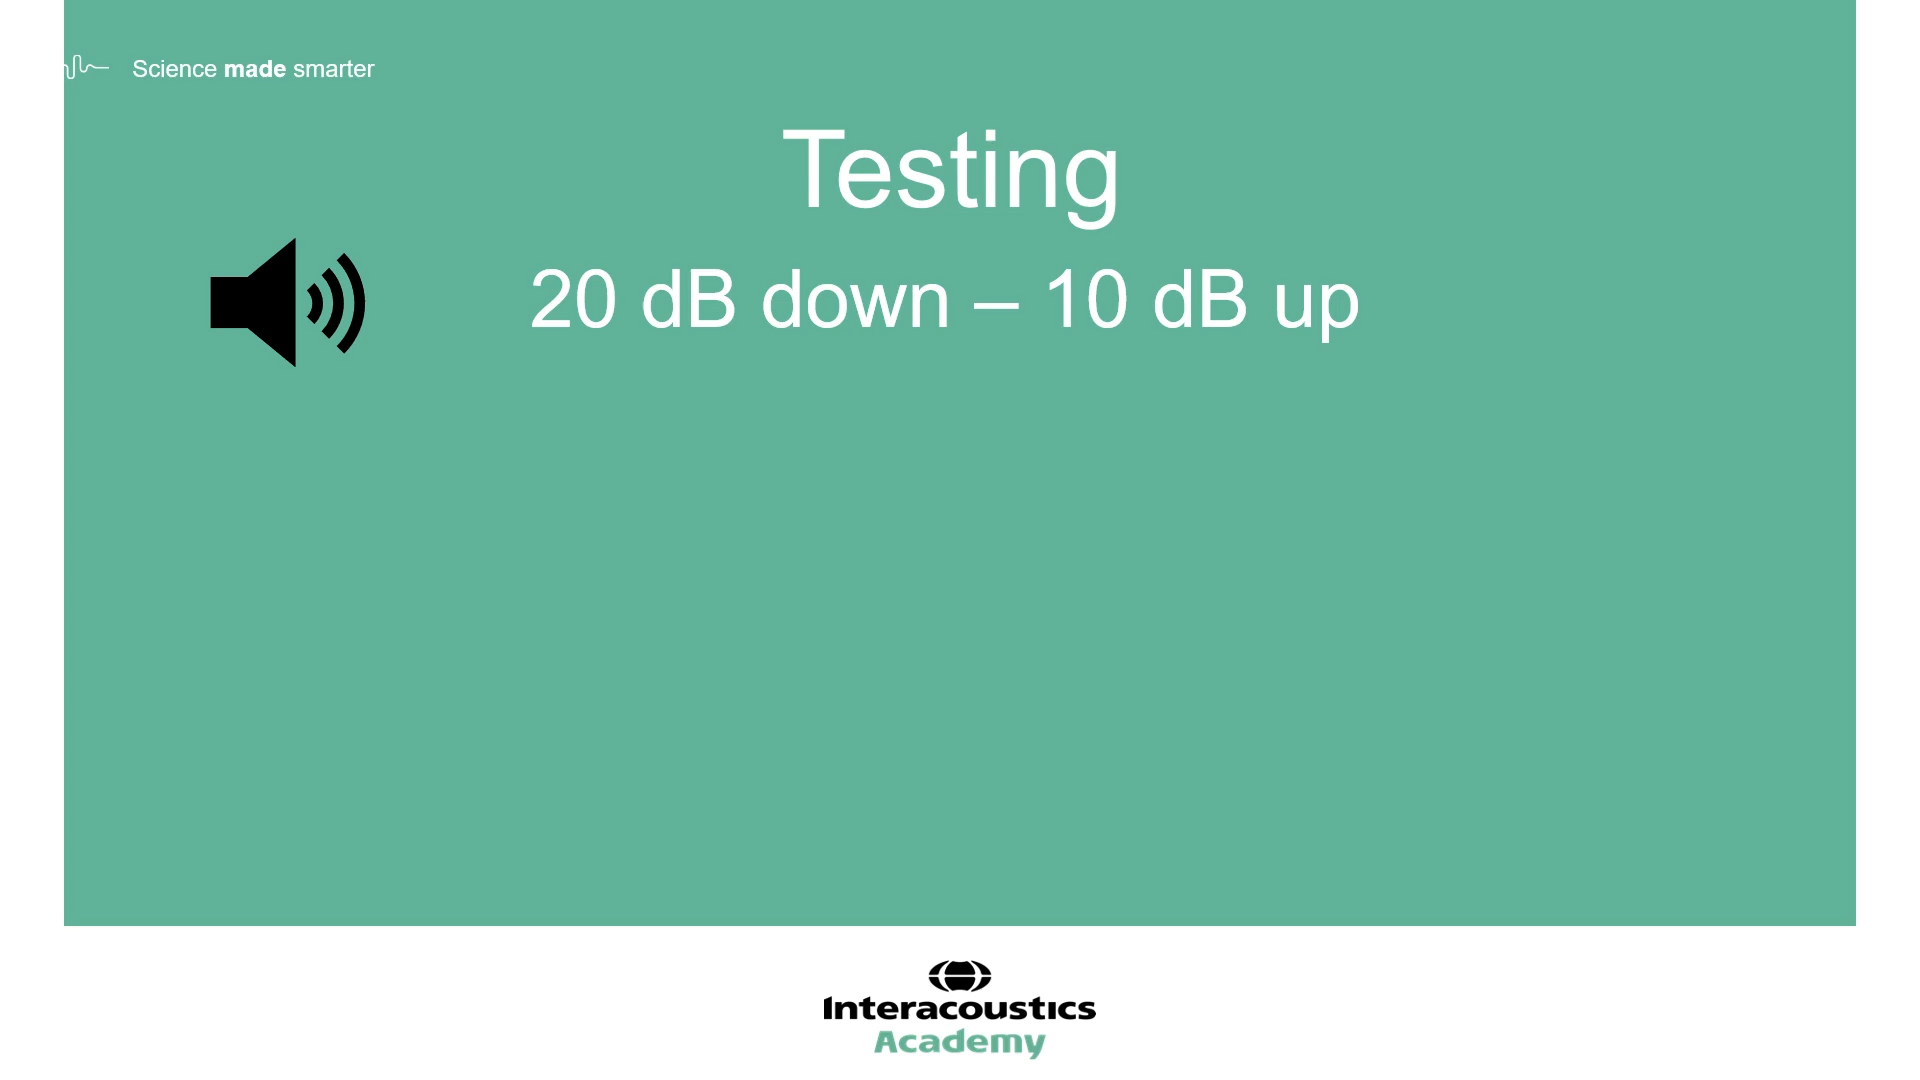 Science made smarter
Testing
20 dB down – 10 dB up
Interacoustics
Academy